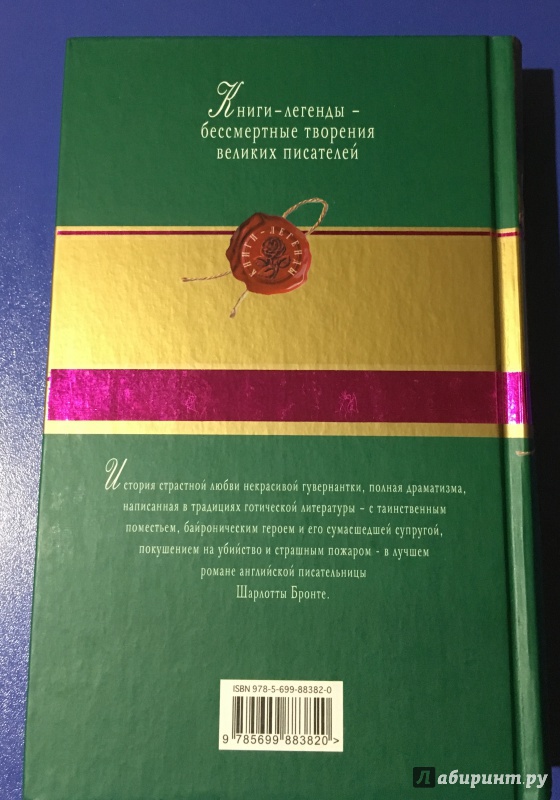 Книги-легенды -
бессмертные творения
великих писателей
КНИГИ-ЛЕГЕНДЫ
История страстной любви некрасивой гувернантки, полная драматизма,
написанная в традициях готической литературы - с таинственным
поместьем, байроническим героем и его сумасшедшей супругой,
покушением на убийство и страшным пожаром - в лучшем
романе английской писательницы
Шарлотты Бронте.
ISBN 978-5-699-88382-0
9 785699 883820>
Лабиринт.ру